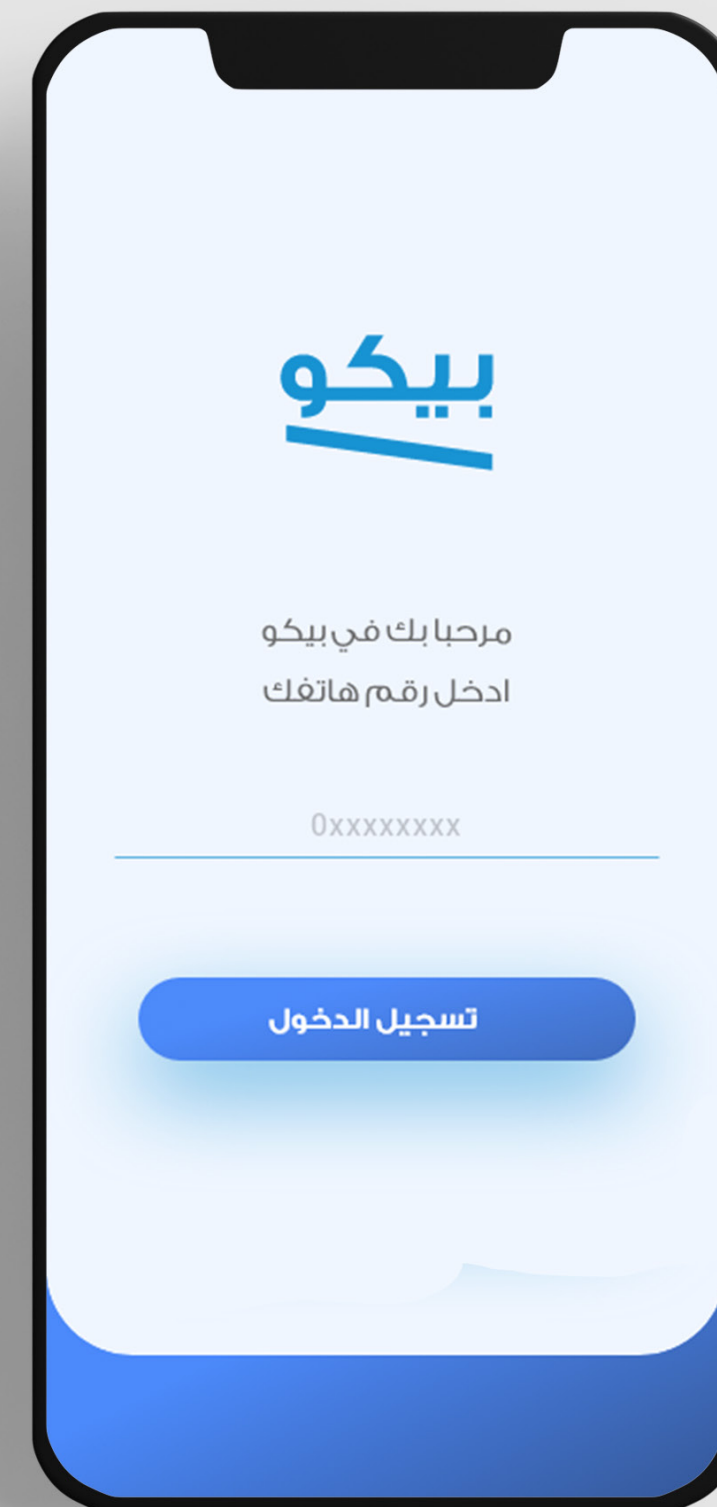 بيكو
مرحبا بك في بيكو
ادخل رقم هاتفك
0xxxxxxxx
تسجيل الدخول